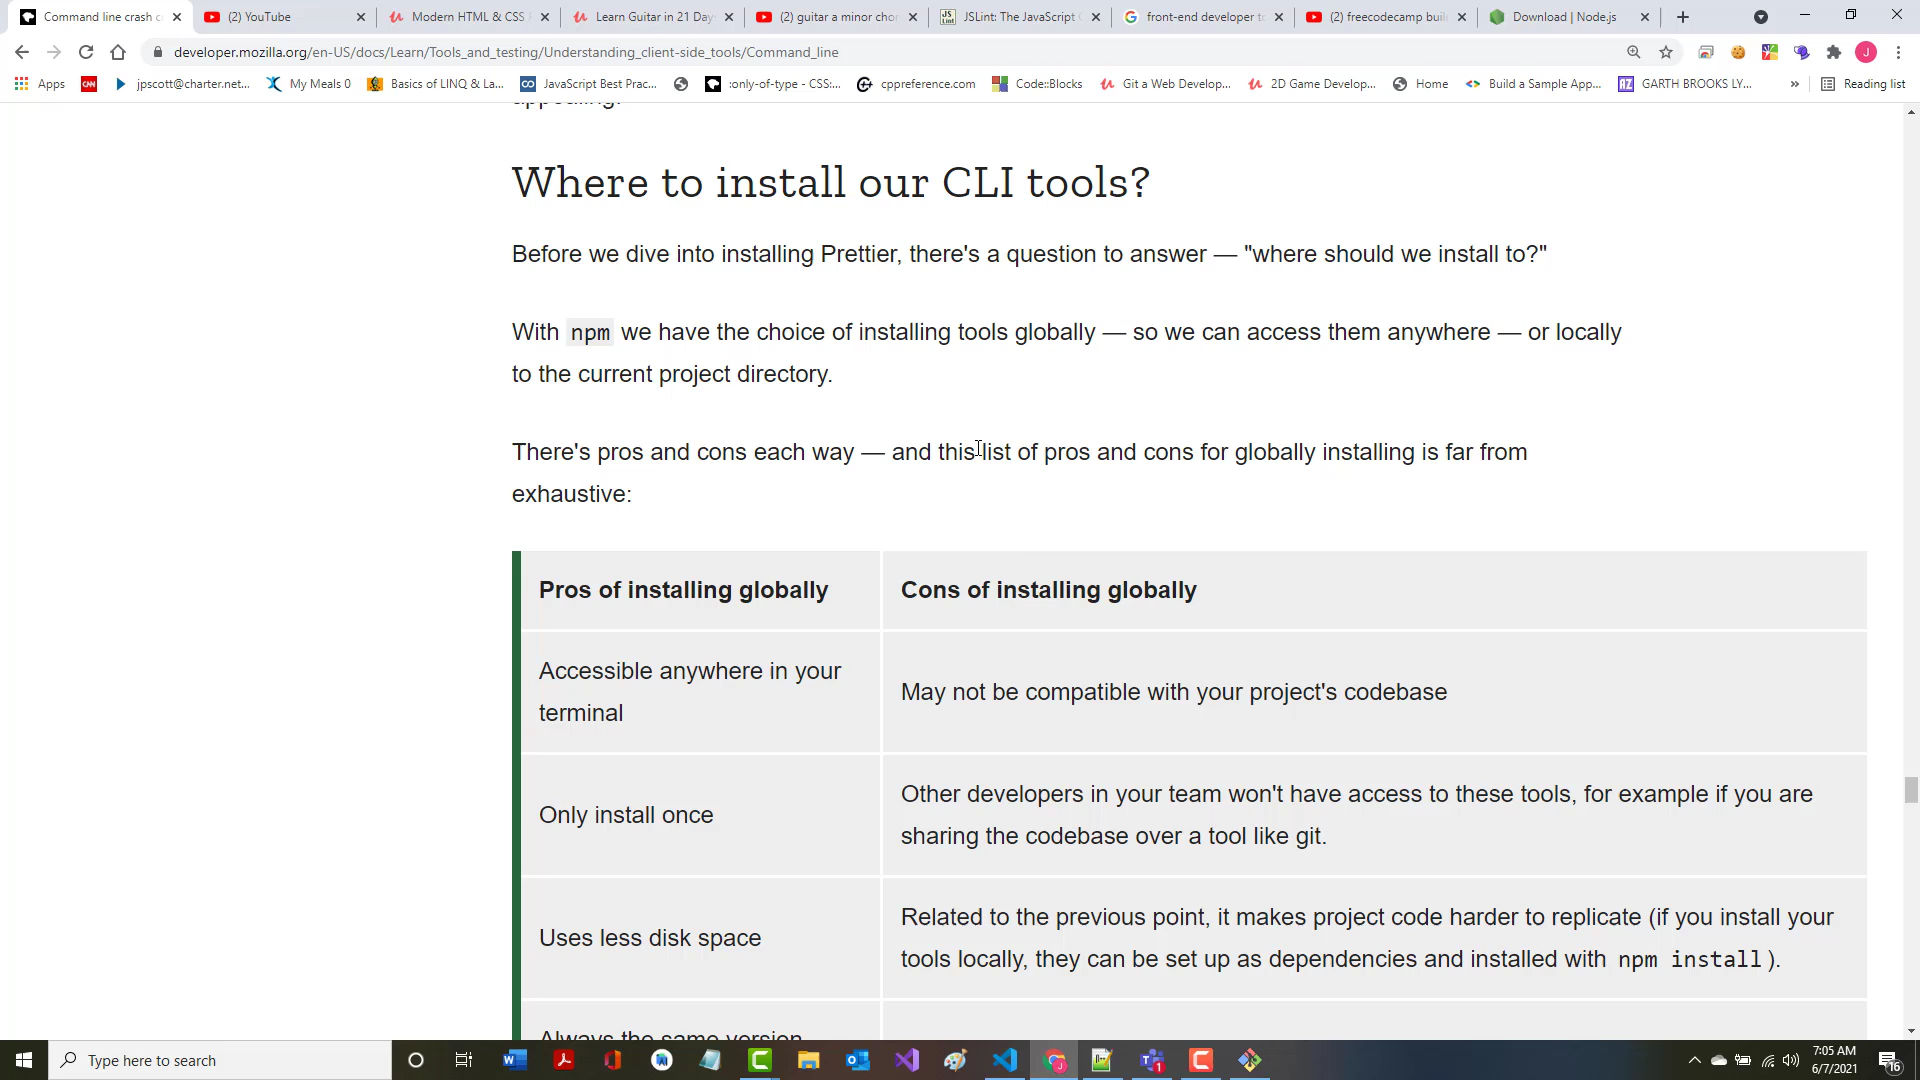 Command line crash c
(2) YouTube
Modern HTML & CSS
Learn Guitar in 21 Day
(2) guitar a minor chor
JSLint: The JavaScript
front-end developer t
(2) freecodecamp buil
Download | Node.js
developer.mozilla.org/en-US/docs/Learn/Tools_and_testing/Understanding_client-side_tools/Command_line
J
Apps
CNN
jpscott@charter.net...
My Meals 0
Basics of LINQ & La...
JavaScript Best Prac...
:only-of-type - CSS:...
cppreference.com
Code::Blocks
Git a Web Develop...
2D Game Develop...
Home
Build a Sample App...
AZ
GARTH BROOKS LY...
»
Reading list
appealing.
Where to install our CLI tools?
Before we dive into installing Prettier, there's a question to answer — "where should we install to?"
With npm we have the choice of installing tools globally — so we can access them anywhere — or locally
to the current project directory.
There's pros and cons each way — and this list of pros and cons for globally installing is far from
exhaustive:
Pros of installing globally
Cons of installing globally
Accessible anywhere in your
terminal
May not be compatible with your project's codebase
Only install once
Other developers in your team won't have access to these tools, for example if you are
sharing the codebase over a tool like git.
Uses less disk space
Related to the previous point, it makes project code harder to replicate (if you install your
tools locally, they can be set up as dependencies and installed with npm install).
Always the same version
Type here to search
7:05 AM
6/7/2021
16